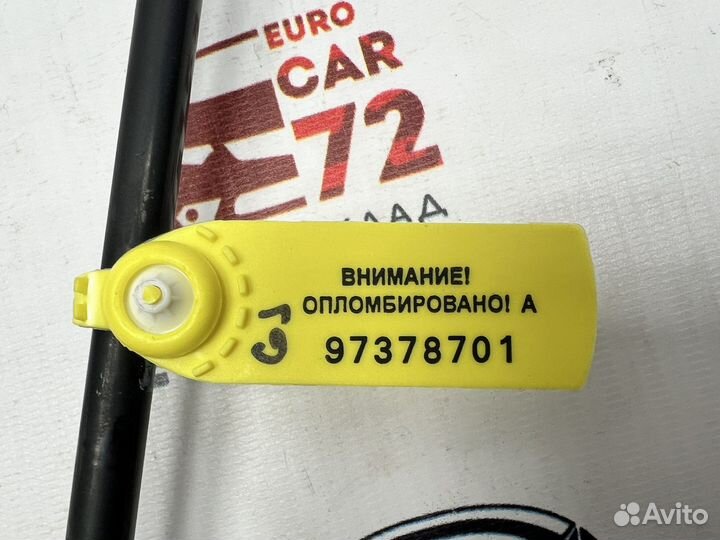 EURO
CAR
72
ВНИМАНИЕ!
ОПЛОМБИРОВАНО! А
97378701
Avito